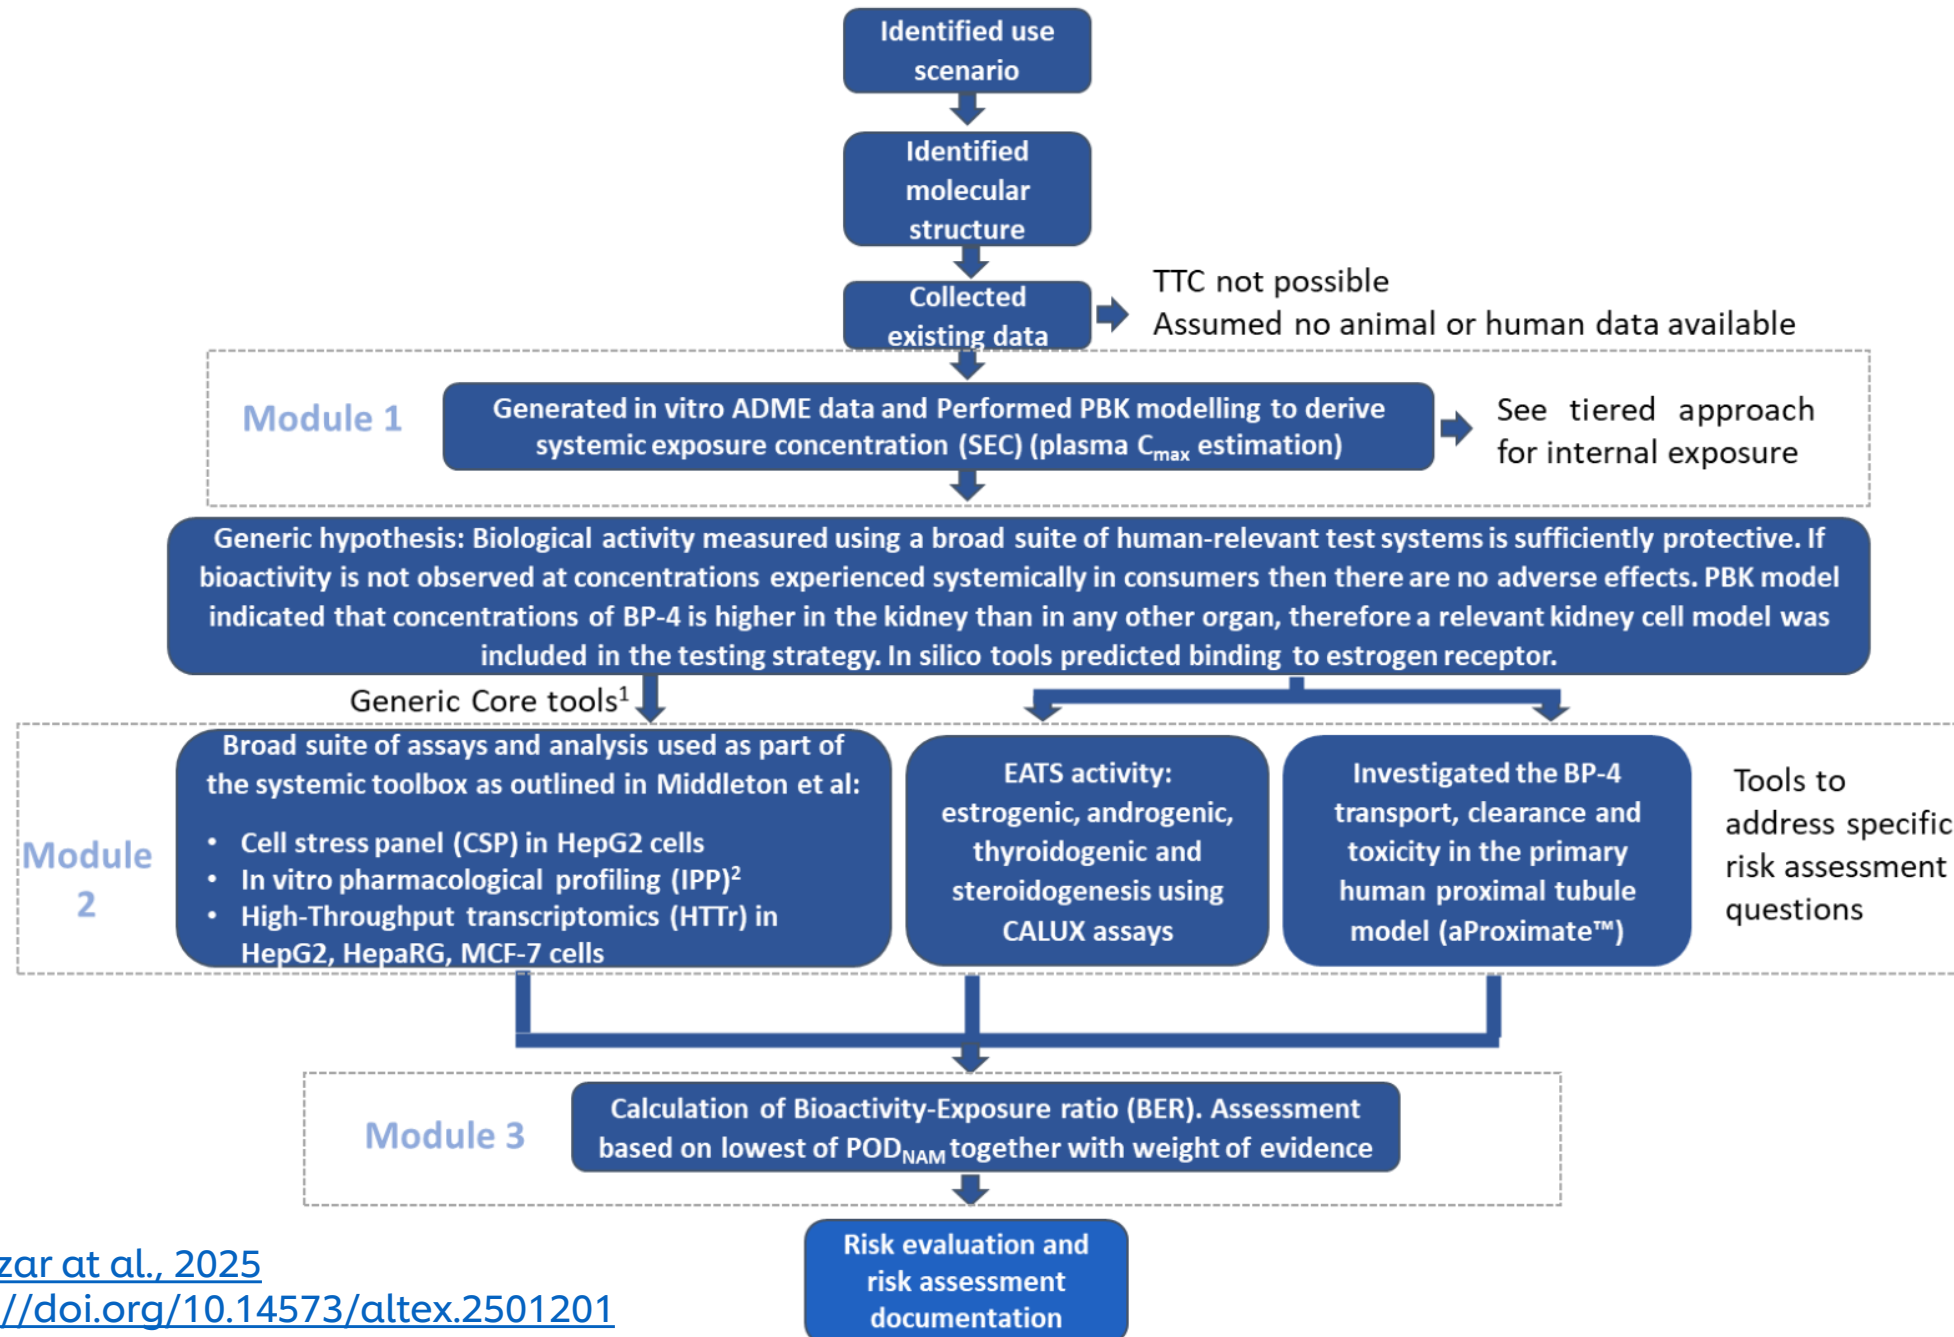 Identified use
scenario
Identified
molecular
structure
Collected
existing data
TTC not possible
Assumed no animal or human data available
Module 1
Generated in vitro ADME data and Performed PBK modelling to derive
systemic exposure concentration (SEC) (plasma Cmax estimation)
See tiered approach
for internal exposure
Generic hypothesis: Biological activity measured using a broad suite of human-relevant test systems is sufficiently protective. If
bioactivity is not observed at concentrations experienced systemically in consumers then there are no adverse effects. PBK model
indicated that concentrations of BP-4 is higher in the kidney than in any other organ, therefore a relevant kidney cell model was
included in the testing strategy. In silico tools predicted binding to estrogen receptor.
Generic Core tools¹
Module
2
Broad suite of assays and analysis used as part of
the systemic toolbox as outlined in Middleton et al:
• Cell stress panel (CSP) in HepG2 cells
• In vitro pharmacological profiling (IPP)²
• High-Throughput transcriptomics (HTTr) in
HepG2, HepaRG, MCF-7 cells
EATS activity:
estrogenic, androgenic,
thyroidogenic and
steroidogenesis using
CALUX assays
Investigated the BP-4
transport, clearance and
toxicity in the primary
human proximal tubule
model (aProximate™)
Tools to
address specific
risk assessment
questions
Module 3
Calculation of Bioactivity-Exposure ratio (BER). Assessment
based on lowest of PODNAM together with weight of evidence
Risk evaluation and
risk assessment
documentation
zar at al., 2025
//doi.org/10.14573/altex.2501201